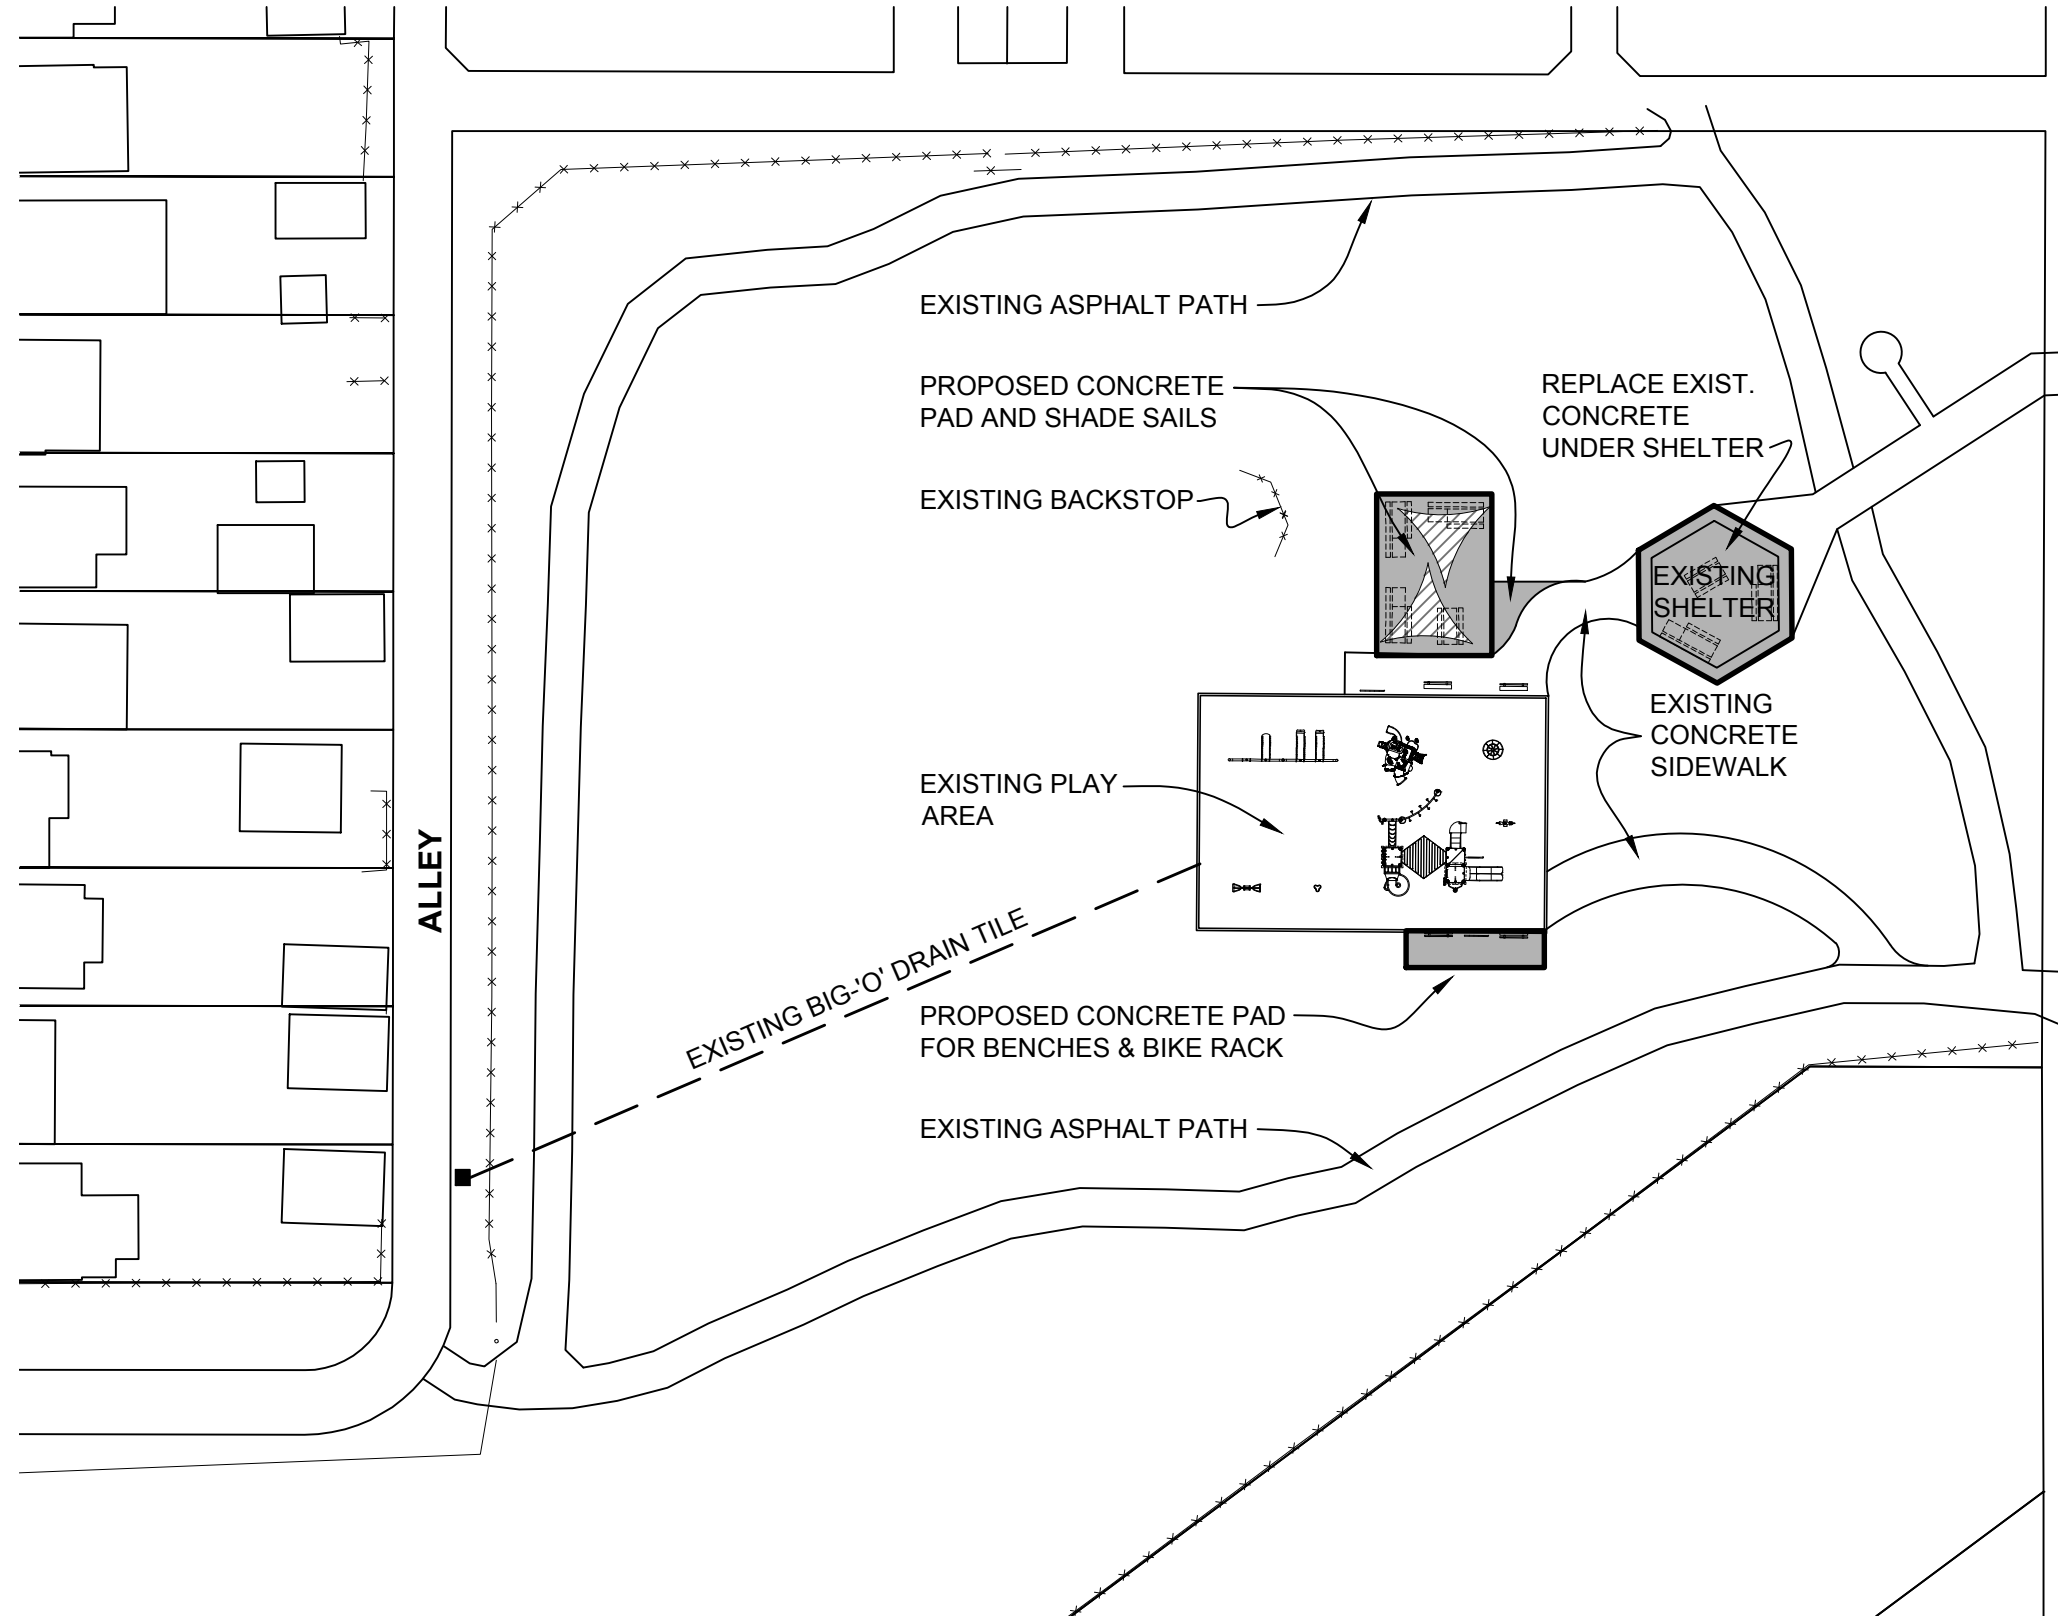 EXISTING ASPHALT PATH
PROPOSED CONCRETE
PAD AND SHADE SAILS
REPLACE EXIST.
CONCRETE
UNDER SHELTER
EXISTING BACKSTOP
EXISTING
SHELTER
EXISTING
CONCRETE
SIDEWALK
EXISTING PLAY
AREA
ALLEY
EXISTING BIG-'O' DRAIN TILE
PROPOSED CONCRETE PAD
FOR BENCHES & BIKE RACK
EXISTING ASPHALT PATH